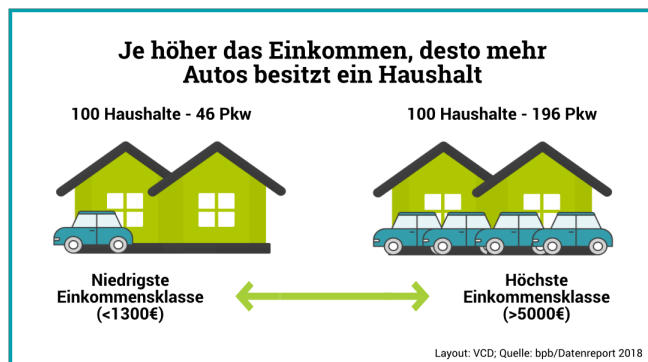 Je höher das Einkommen, desto mehr
Autos besitzt ein Haushalt
100 Haushalte - 46 Pkw
100 Haushalte - 196 Pkw
Niedrigste
Einkommensklasse
(<1300€)
Höchste
Einkommensklasse
(>5000€)
Layout: VCD; Quelle: bpb/Datenreport 2018